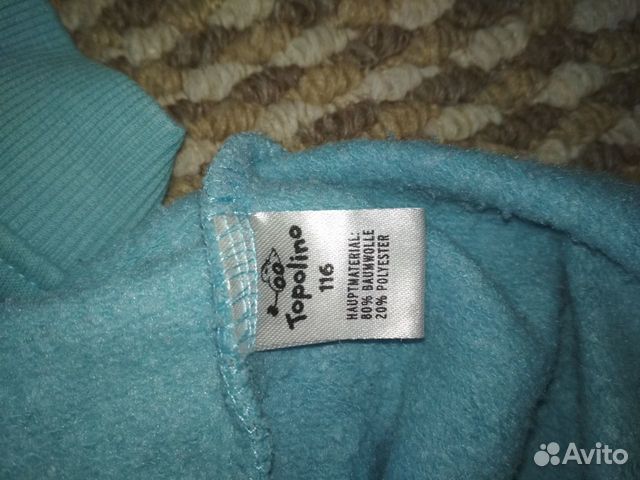 Topolino
116
HAUPTMATERIAL:
80% BAUMWOLLE
20% POLYESTER
Avito